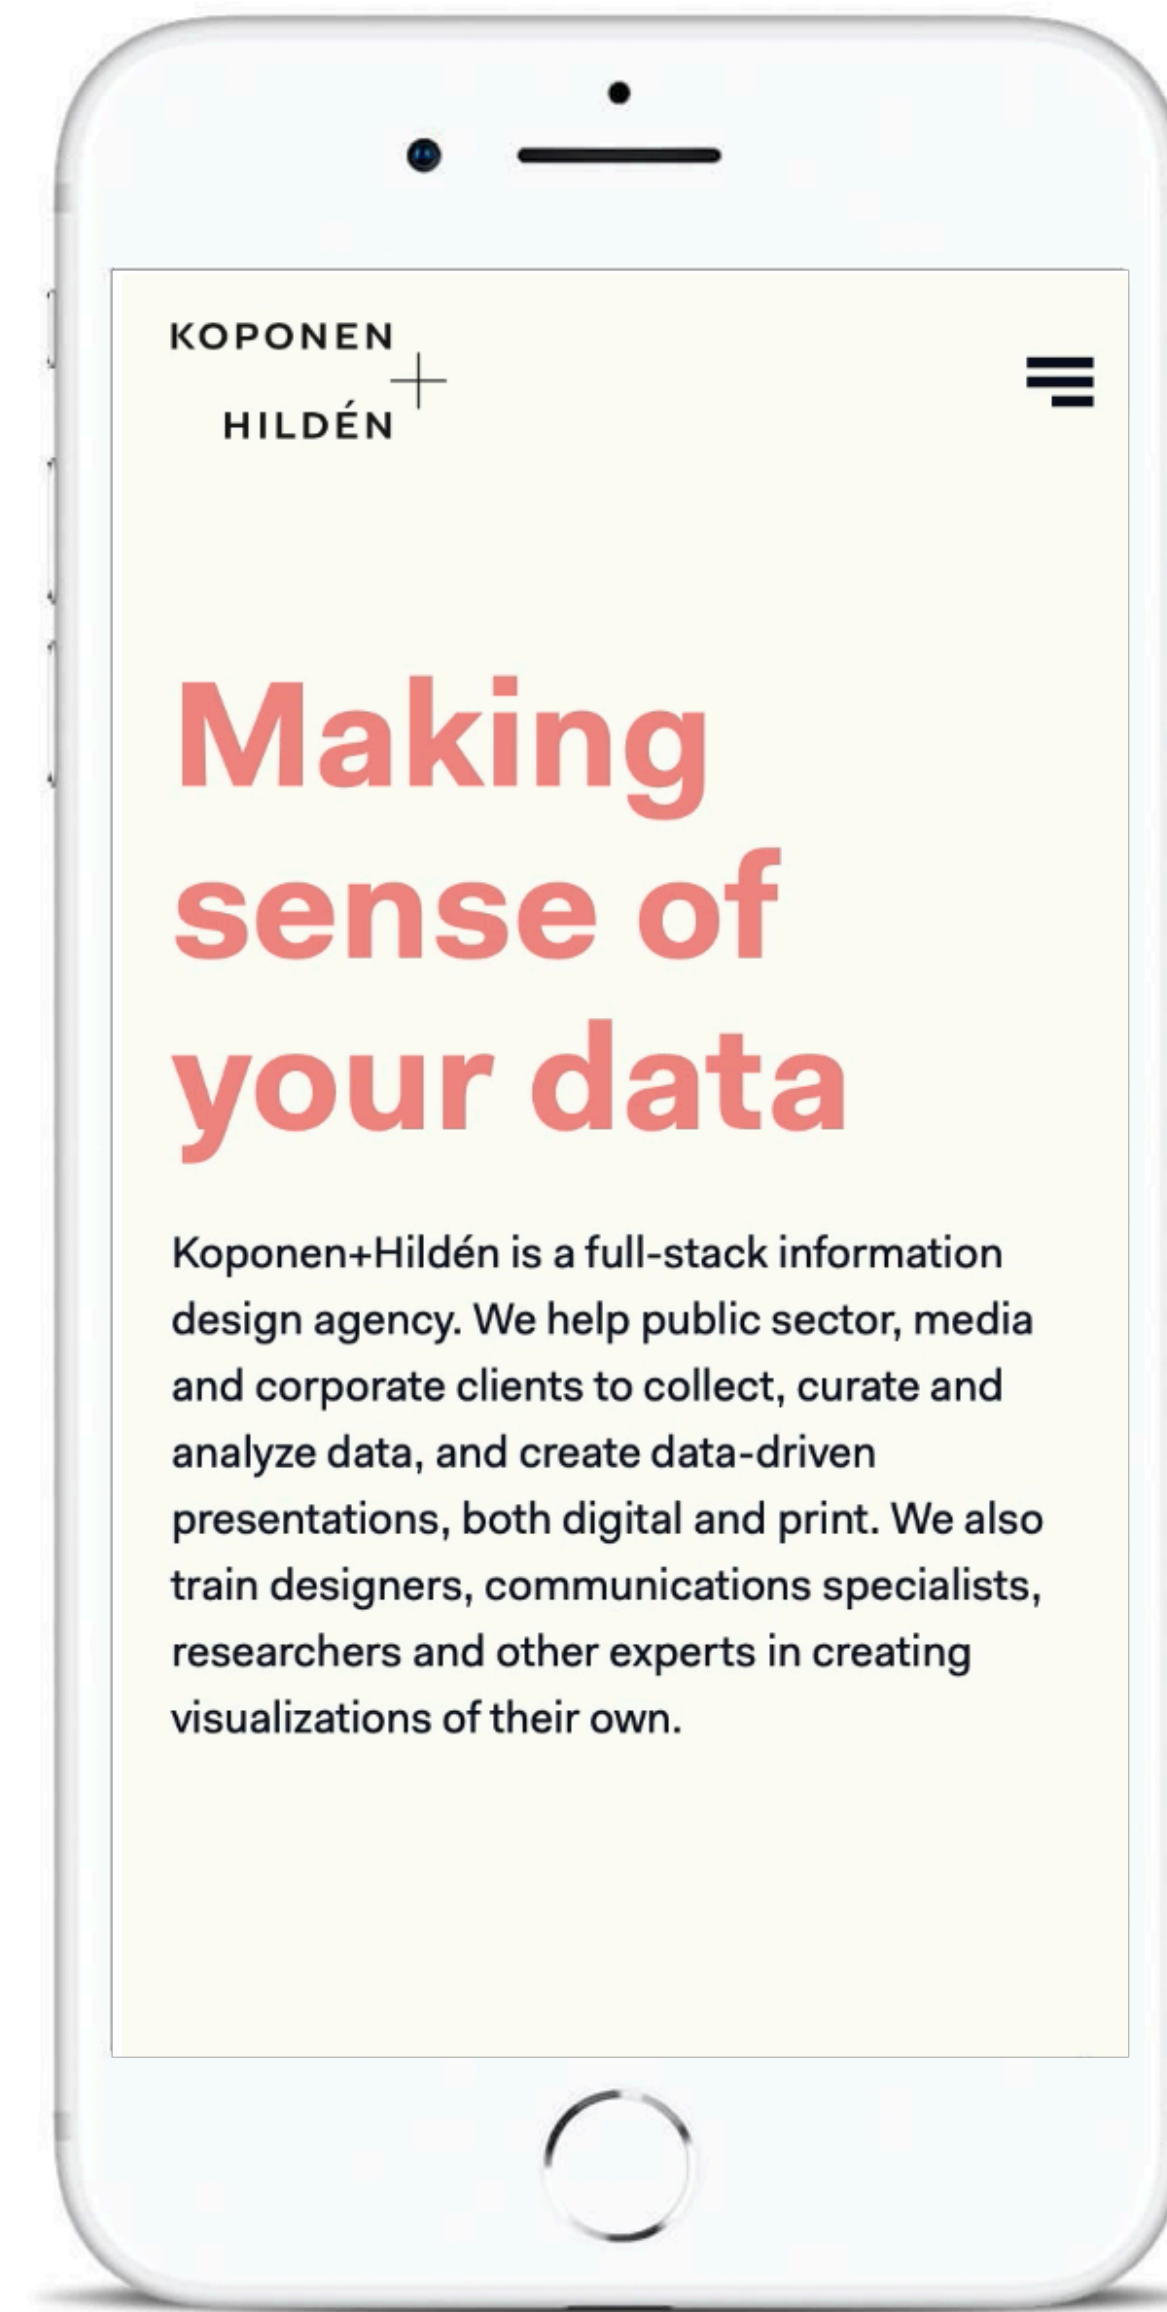 KOPONEN
+
HILDÉN
Making
sense of
your data
Koponen+Hildén is a full-stack information
design agency. We help public sector, media
and corporate clients to collect, curate and
analyze data, and create data-driven
presentations, both digital and print. We also
train designers, communications specialists,
researchers and other experts in creating
visualizations of their own.